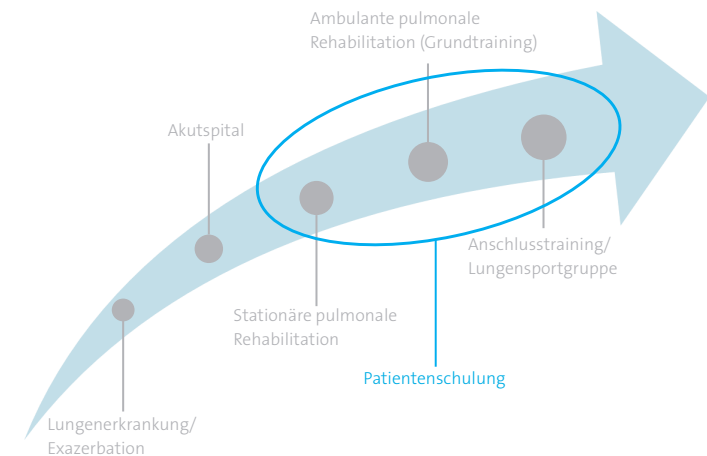 Ambulante pulmonale
Rehabilitation (Grundtraining)
Akutspital
Anschlusstraining/
Lungensportgruppe
Stationäre pulmonale
Rehabilitation
Patientenschulung
Lungenerkrankung/
Exazerbation